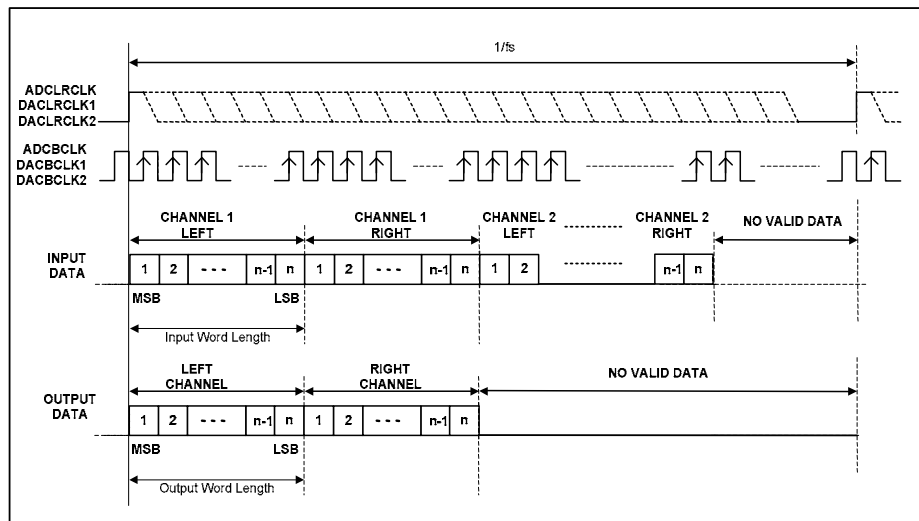 1/fs
ADCLRCLK
DACLRCLK1
DACLRCLK2
ADCBCLK
DACBCLK1
DACBCLK2
CHANNEL 1 LEFT
CHANNEL 1 RIGHT
CHANNEL 2 LEFT
CHANNEL 2 RIGHT
NO VALID DATA
INPUT DATA
1 2 - - - n-1 n 1 2 - - - n-1 n 1 2 n-1 n
MSB LSB
Input Word Length
LEFT CHANNEL
RIGHT CHANNEL
NO VALID DATA
OUTPUT DATA
1 2 - - - n-1 n 1 2 - - - n-1 n
MSB LSB
Output Word Length